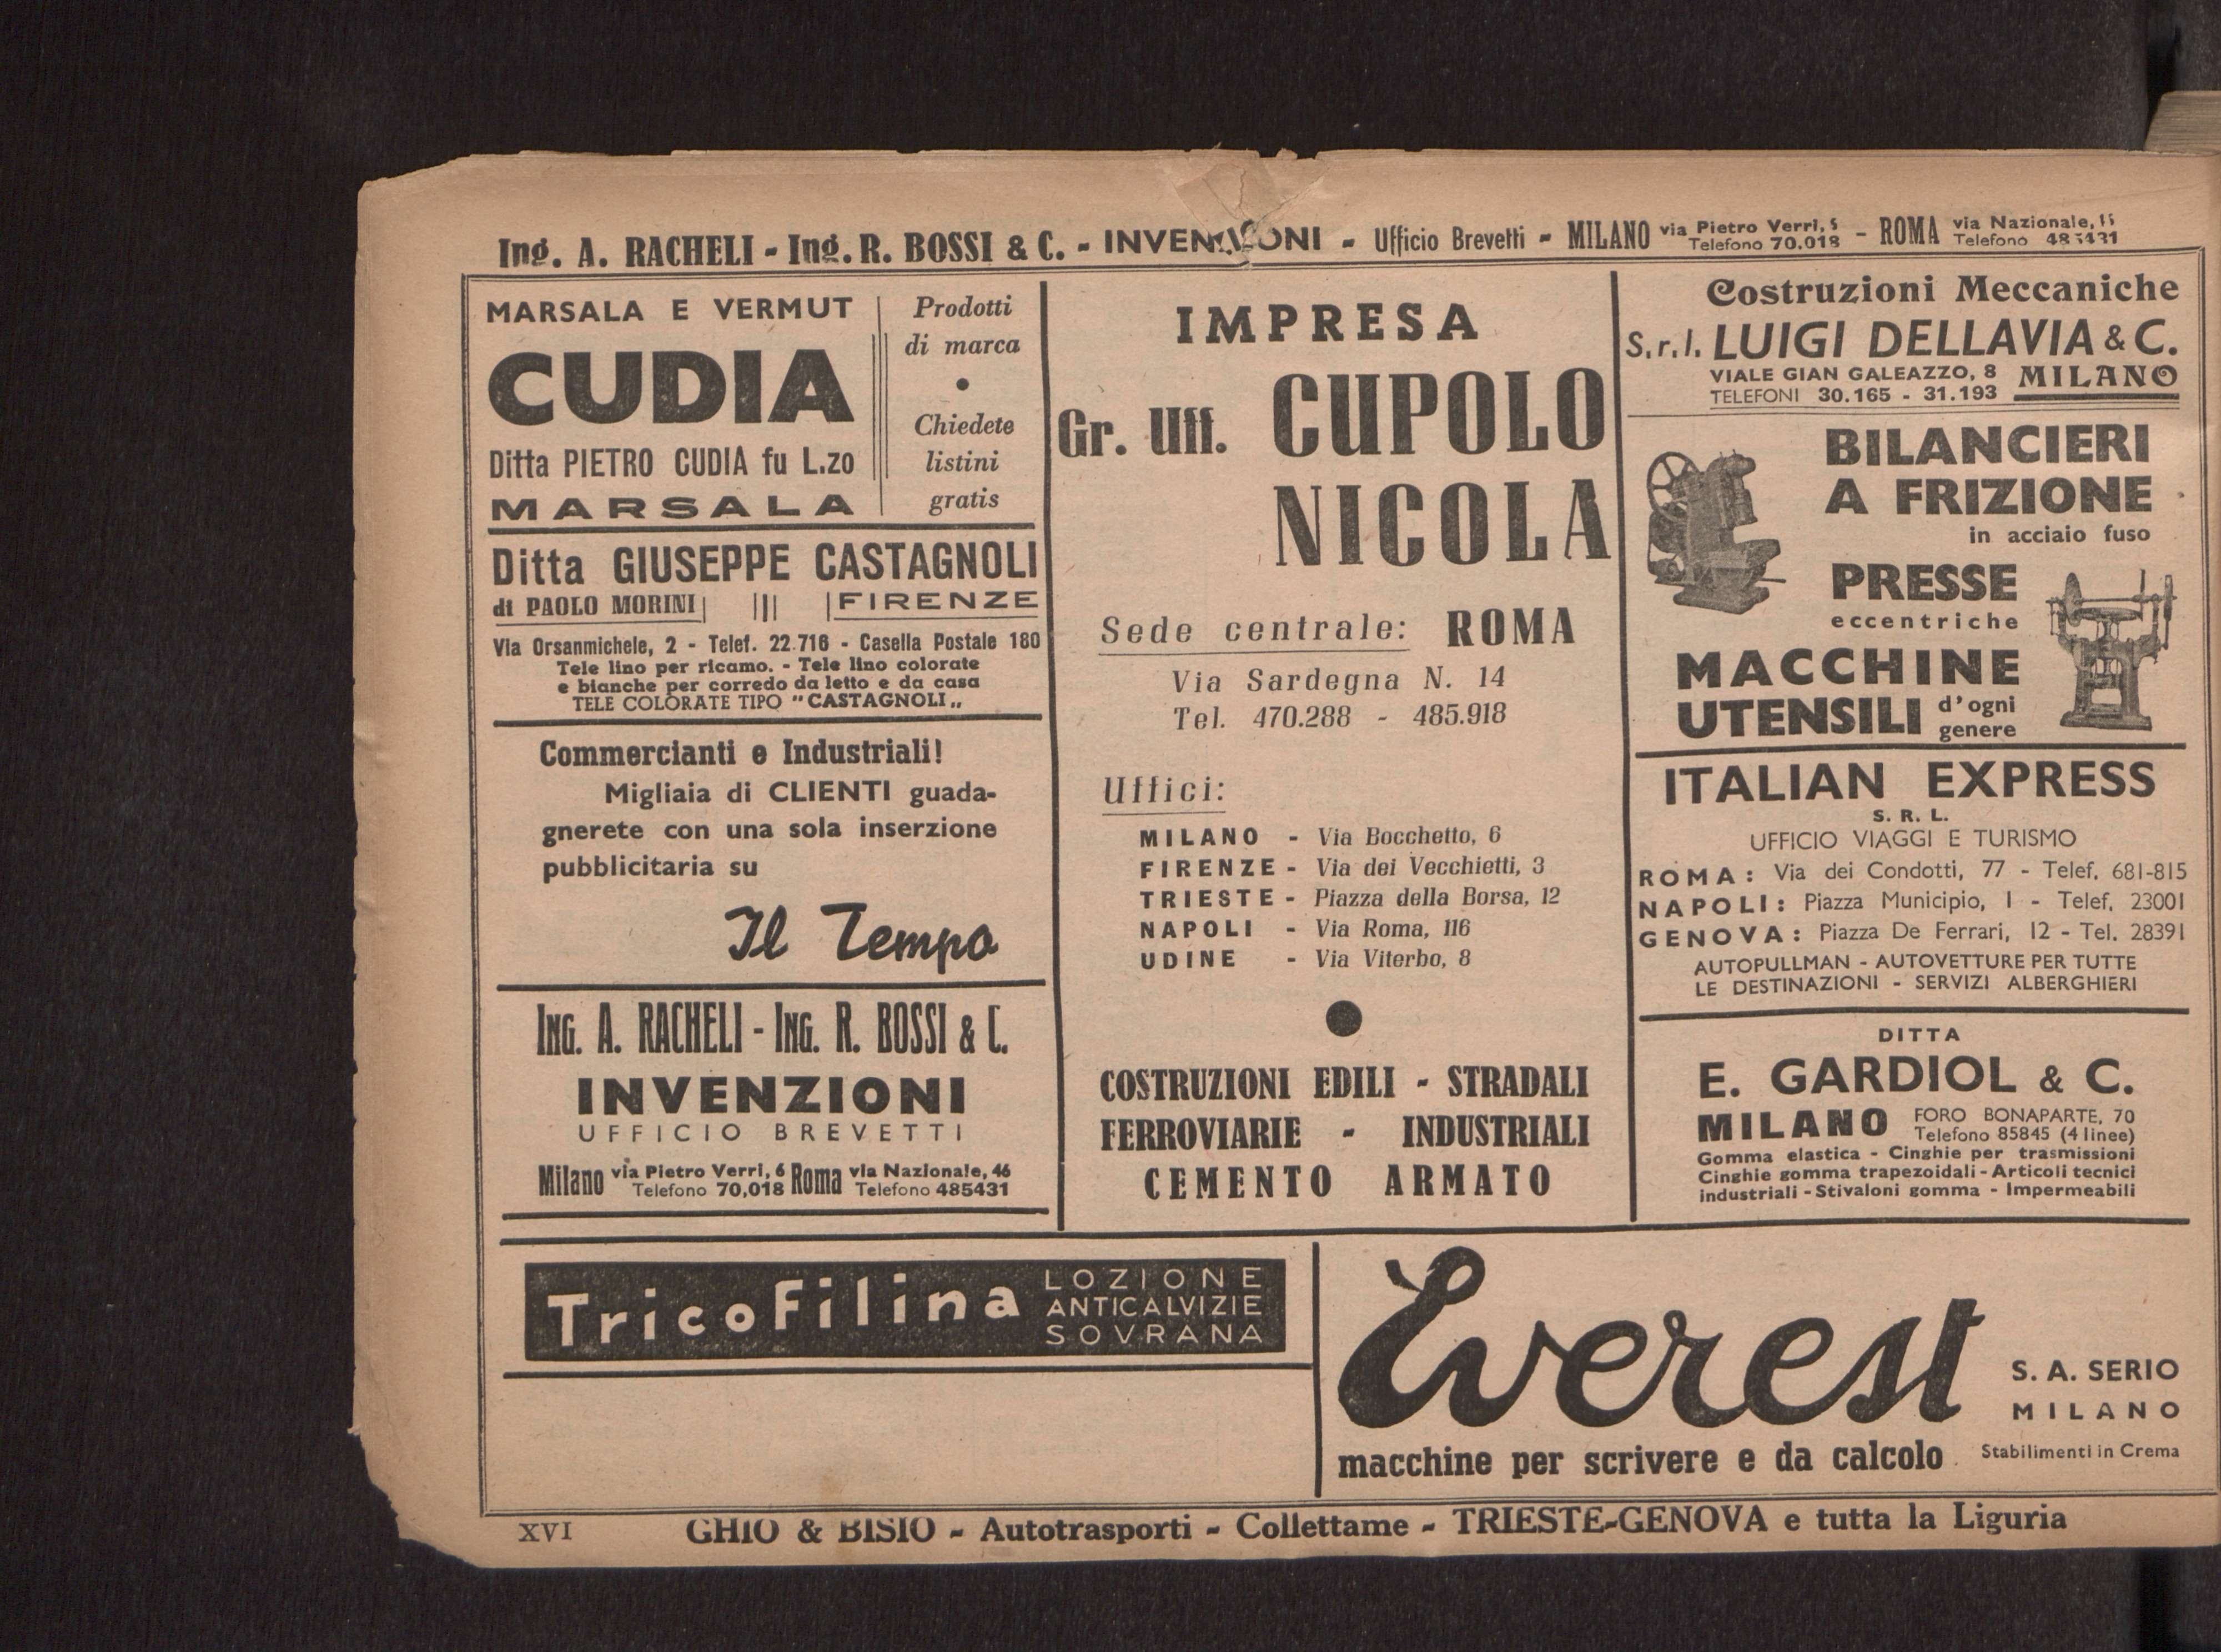 Ing. A. RACHELI - Ing. R. BOSSI & C. - INVENZIONI - Ufficio Brevetti - MILANO via Pietro Verri, Telefono 70.018 - ROMA via Nazionale, Telefono 485431
MARSALA E VERMUT
CUDIA
Ditta PIETRO CUDIA fu L.zo
MARSALA
Prodotti
di marca
•
Chiedete
listini
gratis
Ditta GIUSEPPE CASTAGNOLI
di PAOLO MORINI FIRENZE
Via Orsanmichele, 2 - Telef. 22.716 - Casella Postale 180
Tele lino per ricamo. - Tele lino colorate
e bianche per corredo da letto e da casa
TELE COLORATE TIPO "CASTAGNOLI„
Commercianti e Industriali!
Migliaia di CLIENTI guada-
gnerete con una sola inserzione
pubblicitaria su
Il Tempo
ING. A. RACHELI - ING. R. BOSSI & C.
INVENZIONI
UFFICIO BREVETTI
Milano via Pietro Verri, 6 Telefono 70,018 Roma via Nazionale, 46 Telefono 485431
IMPRESA
Gr. Uff. CUPOLO
NICOLA
Sede centrale: ROMA
Via Sardegna N. 14
Tel. 470.288 - 485.918
Uffici:
MILANO - Via Bocchetto, 6
FIRENZE - Via dei Vecchietti, 3
TRIESTE - Piazza della Borsa, 12
NAPOLI - Via Roma, 116
UDINE - Via Viterbo, 8
COSTRUZIONI EDILI - STRADALI
FERROVIARIE - INDUSTRIALI
CEMENTO ARMATO
Costruzioni Meccaniche
S.r.l. LUIGI DELLAVIA & C.
VIALE GIAN GALEAZZO, 8 MILANO
TELEFONI 30.165 - 31.193
BILANCIERI
A FRIZIONE
in acciaio fuso
PRESSE
eccentriche
MACCHINE
UTENSILI d'ogni genere
ITALIAN EXPRESS
S. R. L.
UFFICIO VIAGGI E TURISMO
ROMA: Via dei Condotti, 77 - Telef. 681-815
NAPOLI: Piazza Municipio, 1 - Telef. 23001
GENOVA: Piazza De Ferrari, 12 - Tel. 28391
AUTOPULLMAN - AUTOVETTURE PER TUTTE
LE DESTINAZIONI - SERVIZI ALBERGHIERI
DITTA
E. GARDIOL & C.
MILANO FORO BONAPARTE, 70
Telefono 85845 (4 linee)
Gomma elastica - Cinghie per trasmissioni
Cinghie gomma trapezoidali - Articoli tecnici
industriali - Stivaloni gomma - Impermeabili
TricoFilina
LOZIONE
ANTICALVIZIE
SOVRANA
Everest
S. A. SERIO
MILANO
macchine per scrivere e da calcolo Stabilimenti in Crema
XVI GHIO & BISIO - Autotrasporti - Collettame - TRIESTE-GENOVA e tutta la Liguria